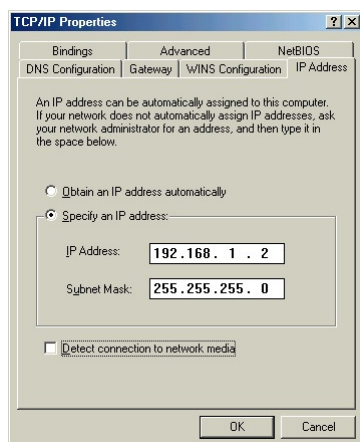 TCP/IP Properties
Bindings Advanced NetBIOS
DNS Configuration Gateway WINS Configuration IP Address
An IP address can be automatically assigned to this computer.
If your network does not automatically assign IP addresses, ask
your network administrator for an address, and then type it in
the space below.
Obtain an IP address automatically
Specify an IP address:
IP Address: 192.168. 1 . 2
Subnet Mask: 255.255.255. 0
Detect connection to network media
OK Cancel